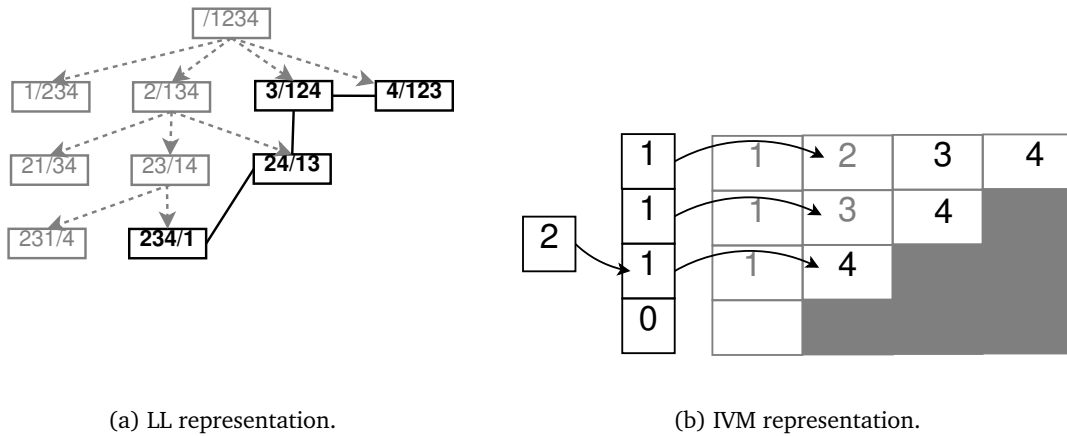 /1234
1/234 2/134 3/124 4/123
21/34 23/14 24/13
231/4 234/1
(a) LL representation.
1 1 2 3 4
1 1 3 4
2 1 1 4
0
(b) IVM representation.